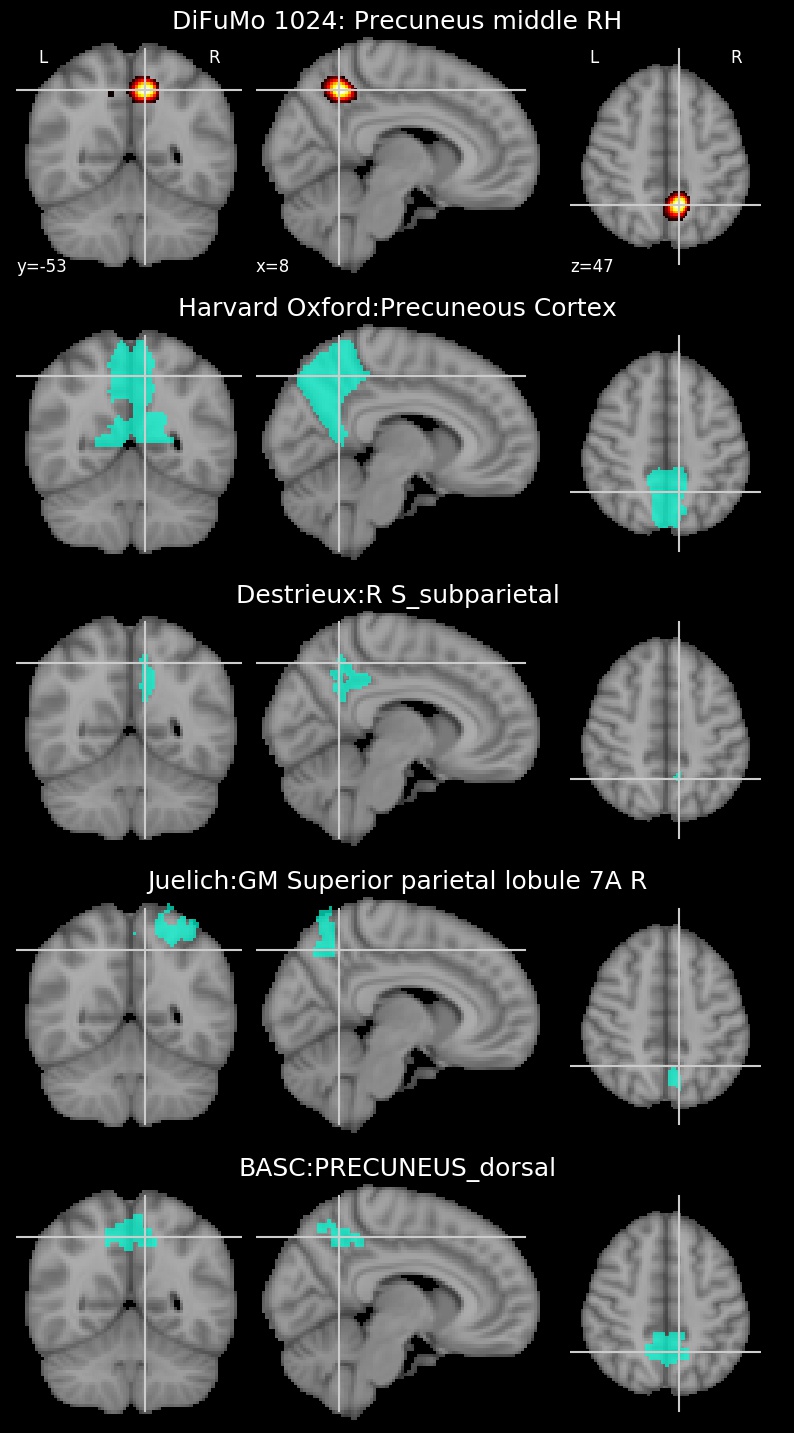 DiFuMo 1024: Precuneus middle RH
L R L R
y=-53 x=8 z=47
Harvard Oxford:Precuneous Cortex
Destrieux:R S_subparietal
Juelich:GM Superior parietal lobule 7A R
BASC:PRECUNEUS_dorsal